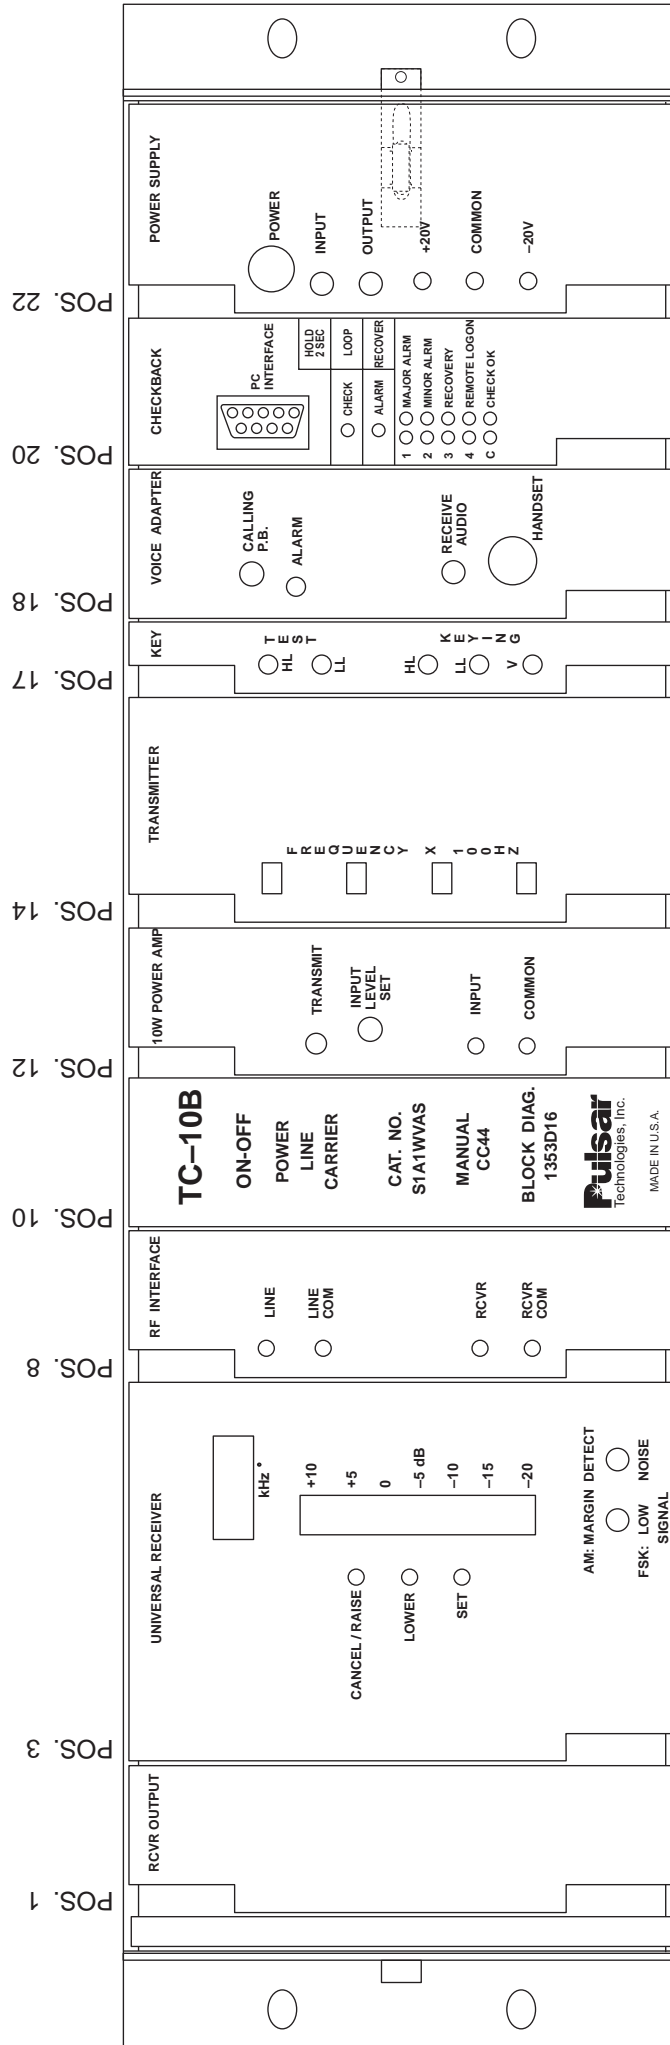 POS. 1
POS. 3
POS. 8
POS. 10
POS. 12
POS. 14
POS. 17
POS. 18
POS. 20
POS. 22
RCVR OUTPUT
UNIVERSAL RECEIVER
kHz °
CANCEL / RAISE
LOWER
SET
+10
+5
0
–5 dB
–10
–15
–20
AM: MARGIN DETECT
FSK: LOW NOISE
SIGNAL
RF INTERFACE
LINE
LINE
COM
RCVR
RCVR
COM
TC–10B
ON-OFF
POWER
LINE
CARRIER
CAT. NO.
S1A1WVAS
MANUAL
CC44
BLOCK DIAG.
1353D16
Pulsar
Technologies, Inc.
MADE IN U.S.A.
10W POWER AMP
TRANSMIT
INPUT
LEVEL
SET
INPUT
COMMON
TRANSMITTER
FREQUENCY X 100HZ
KEY
TEST
HL
LL
KEYING
HL
LL
V
VOICE ADAPTER
CALLING
P.B.
ALARM
RECEIVE
AUDIO
HANDSET
CHECKBACK
PC
INTERFACE
HOLD
2 SEC
CHECK
LOOP
ALARM
RECOVER
1 MAJOR ALRM
2 MINOR ALRM
3 RECOVERY
4 REMOTE LOGON
C CHECK OK
POWER SUPPLY
POWER
INPUT
OUTPUT
+20V
COMMON
–20V